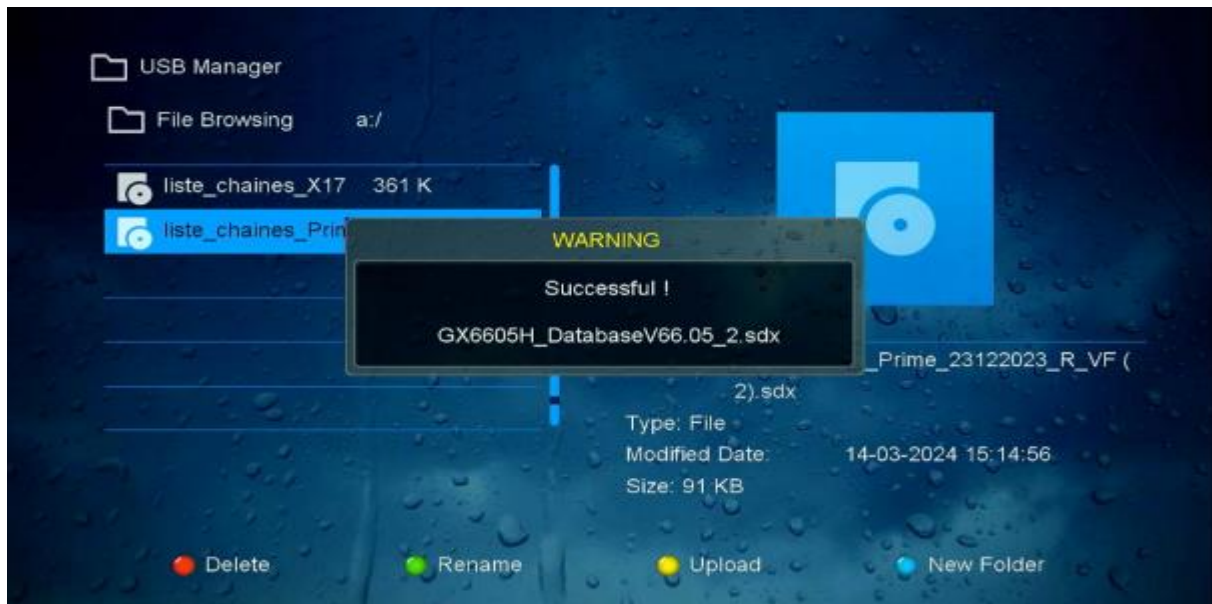 USB Manager
File Browsing a:/
liste_chaines_X17 361 K
liste_chaines_Prin
WARNING
Successful !
GX6605H_DatabaseV66.05_2.sdx
_Prime_23122023_R_VF (
2).sdx
Type: File
Modified Date: 14-03-2024 15:14:56
Size: 91 KB
Delete Rename Upload New Folder